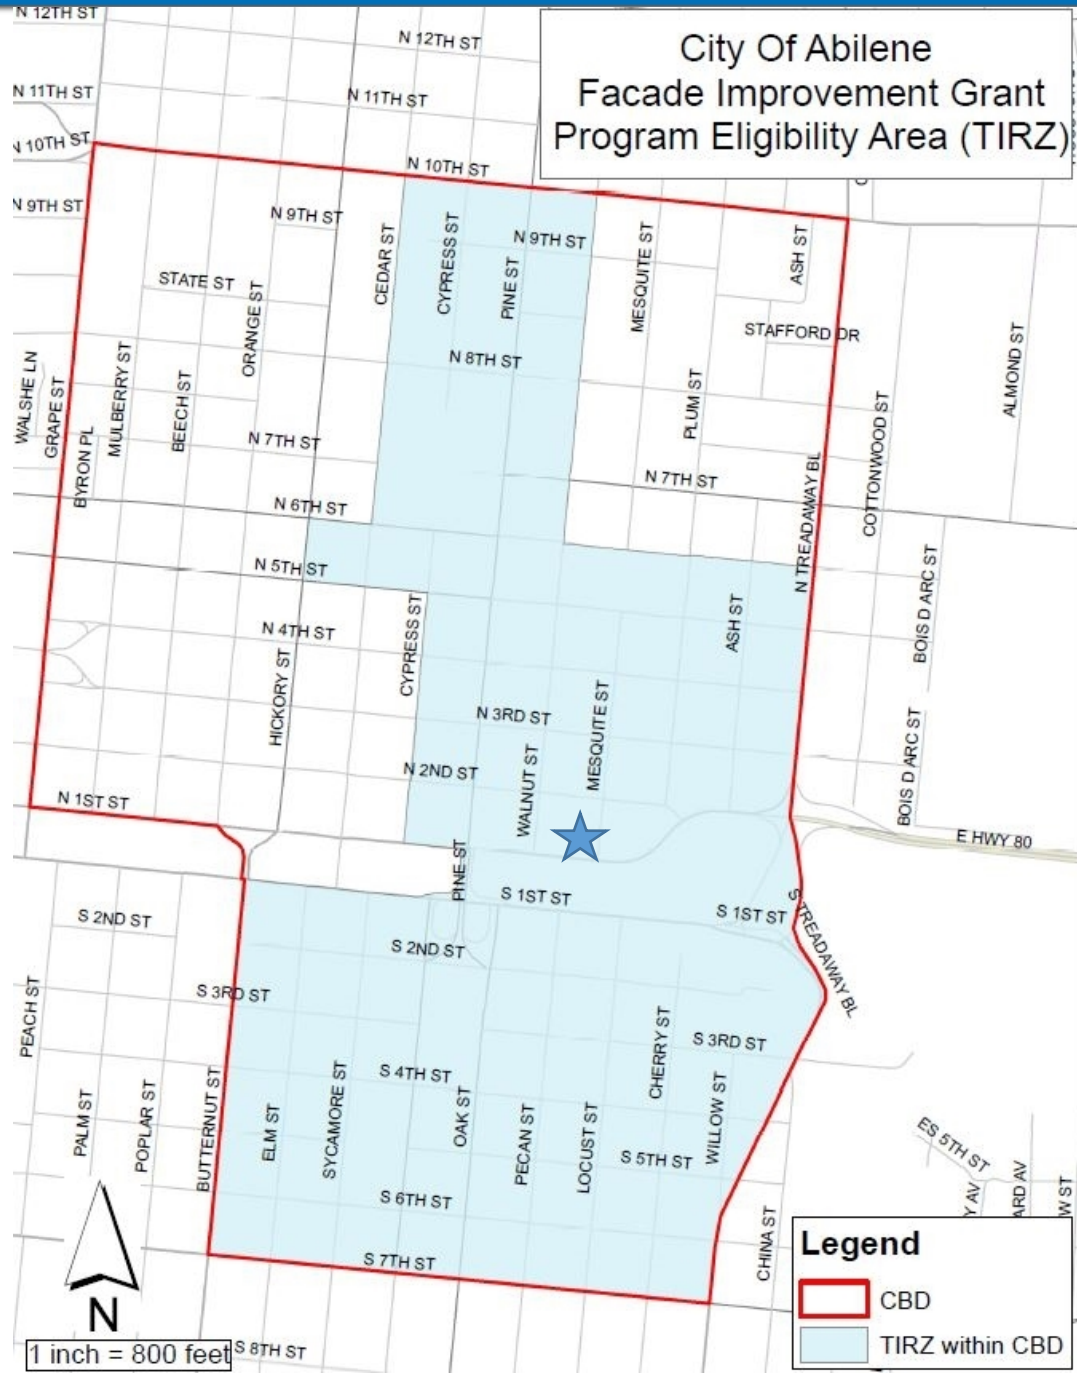 City Of Abilene
Facade Improvement Grant
Program Eligibility Area (TIRZ)
N 12TH ST
N 12TH ST
N 11TH ST
N 11TH ST
N 10TH ST
N 10TH ST
N 9TH ST
N 9TH ST
N 9TH ST
CEDAR ST
CYPRESS ST
PINE ST
MESQUITE ST
ASH ST
STATE ST
ORANGE ST
STAFFORD DR
N 8TH ST
ALMOND ST
WALSHE LN
GRAPE ST
BYRON PL
MULBERRY ST
BEECH ST
PLUM ST
COTTONWOOD ST
N 7TH ST
N 7TH ST
N TREADAWAY BL
N 6TH ST
N 5TH ST
BOIS D ARC ST
ASH ST
N 4TH ST
CYPRESS ST
HICKORY ST
N 3RD ST
MESQUITE ST
WALNUT ST
N 2ND ST
BOIS D ARC ST
N 1ST ST
E HWY 80
PINE ST
S 1ST ST
S 1ST ST
S TREADAWAY BL
S 2ND ST
S 2ND ST
S 3RD ST
PEACH ST
CHERRY ST
S 3RD ST
S 4TH ST
PALM ST
POPLAR ST
BUTTERNUT ST
ELM ST
SYCAMORE ST
OAK ST
PECAN ST
LOCUST ST
WILLOW ST
S 5TH ST
ES 5TH ST
S 6TH ST
Y AV
ARD AV
W ST
CHINA ST
S 7TH ST
N
1 inch = 800 feet
S 8TH ST
Legend
CBD
TIRZ within CBD